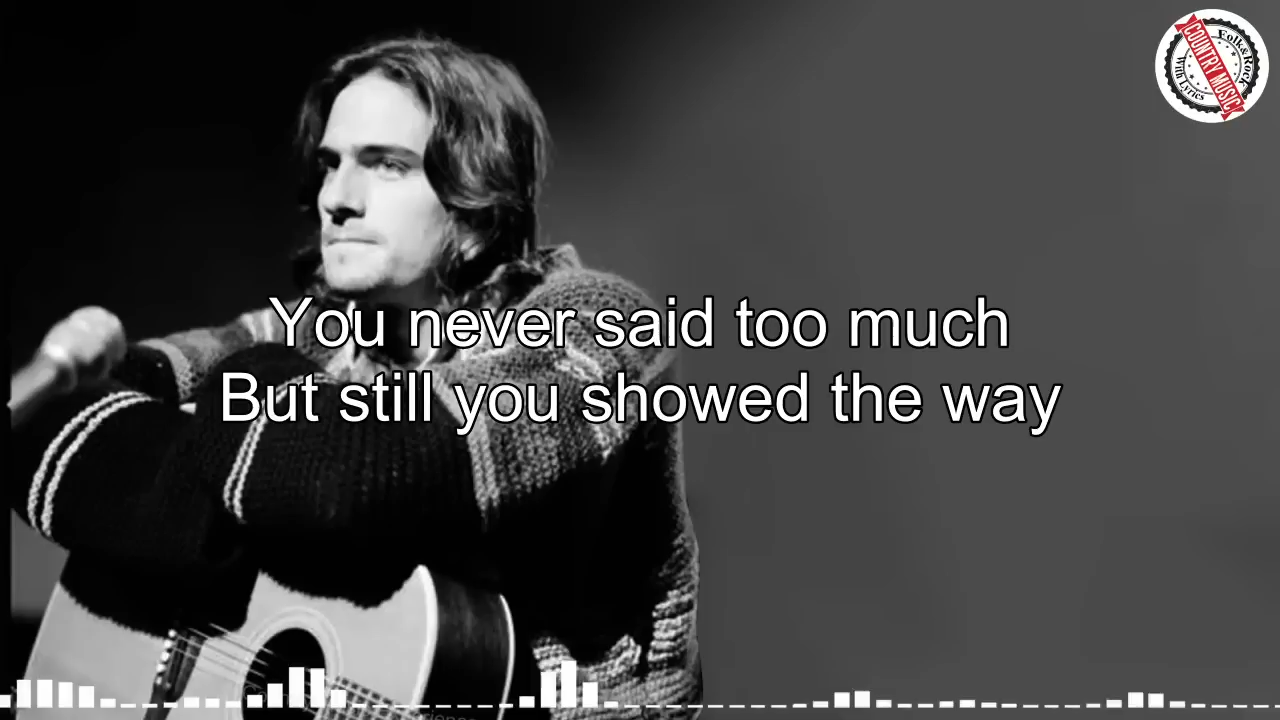 Folk & Rock
COUNTRY MUSIC
With Lyrics
You never said too much
But still you showed the way